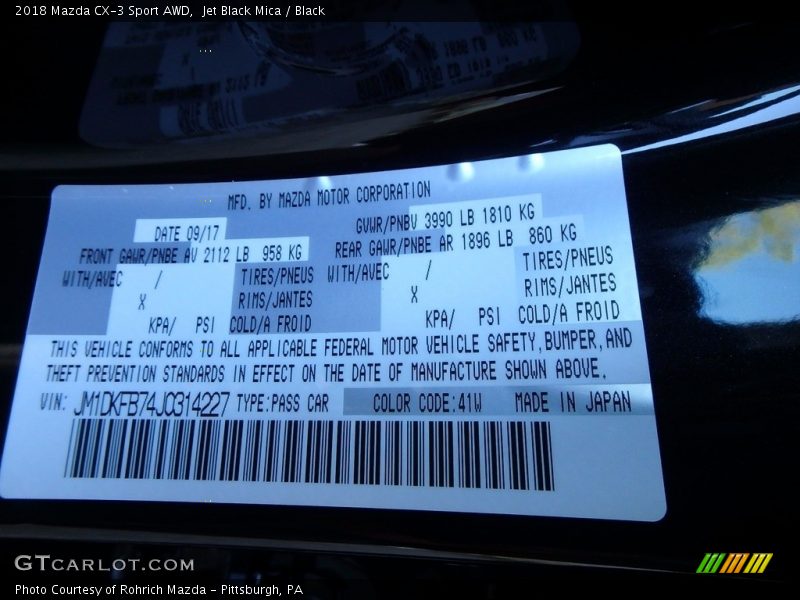 2018 Mazda CX-3 Sport AWD, Jet Black Mica / Black
MFD. BY MAZDA MOTOR CORPORATION
DATE 09/17 GVWR/PNBV 3990 LB 1810 KG
FRONT GAWR/PNBE AV 2112 LB 958 KG REAR GAWR/PNBE AR 1896 LB 860 KG
WITH/AVEC / TIRES/PNEUS WITH/AVEC / TIRES/PNEUS
X RIMS/JANTES X RIMS/JANTES
KPA/ PSI COLD/A FROID KPA/ PSI COLD/A FROID
THIS VEHICLE CONFORMS TO ALL APPLICABLE FEDERAL MOTOR VEHICLE SAFETY, BUMPER, AND
THEFT PREVENTION STANDARDS IN EFFECT ON THE DATE OF MANUFACTURE SHOWN ABOVE.
VIN: JM1DKFB74J0314227 TYPE:PASS CAR COLOR CODE:41W MADE IN JAPAN
GTCARLOT.COM
Photo Courtesy of Rohrich Mazda - Pittsburgh, PA